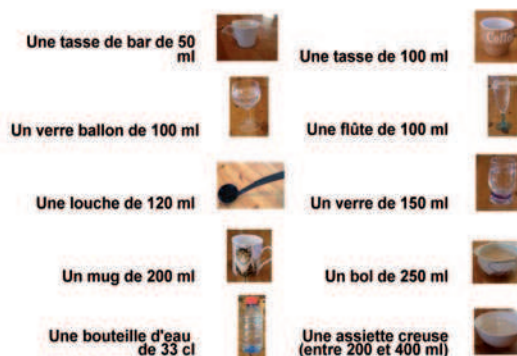 Une tasse de bar de 50
ml
Une tasse de 100 ml
Un verre ballon de 100 ml
Une flûte de 100 ml
Une louche de 120 ml
Un verre de 150 ml
Un mug de 200 ml
Un bol de 250 ml
Une bouteille d'eau
de 33 cl
Une assiette creuse
(entre 200 et 400 ml)